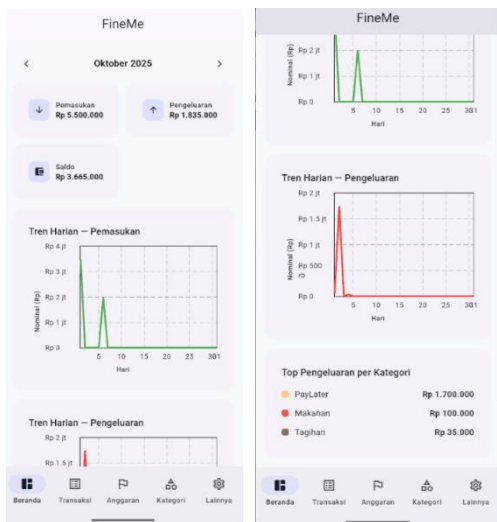 FineMe
Oktober 2025
Pemasukan
Rp 5.500.000
Pengeluaran
Rp 1.835.000
Saldo
Rp 3.665.000
Tren Harian — Pemasukan
Rp 4 jt
Rp 3 jt
Rp 2 jt
Rp 1 jt
Rp 0
Nominal (Rp)
5 10 15 20 25 3031
Hari
Tren Harian — Pengeluaran
Rp 2 jt
Rp 1.5 jt
Beranda Transaksi Anggaran Kategori Lainnya
FineMe
Rp 2 jt
Rp 1 jt
Rp 0
Nominal (Rp)
5 10 15 20 25 3031
Hari
Tren Harian — Pengeluaran
Rp 2 jt
Rp 1.5 jt
Rp 1 jt
Rp 500
rb
Rp 0
Nominal (Rp)
5 10 15 20 25 3031
Hari
Top Pengeluaran per Kategori
PayLater Rp 1.700.000
Makanan Rp 100.000
Tagihan Rp 35.000
Beranda Transaksi Anggaran Kategori Lainnya